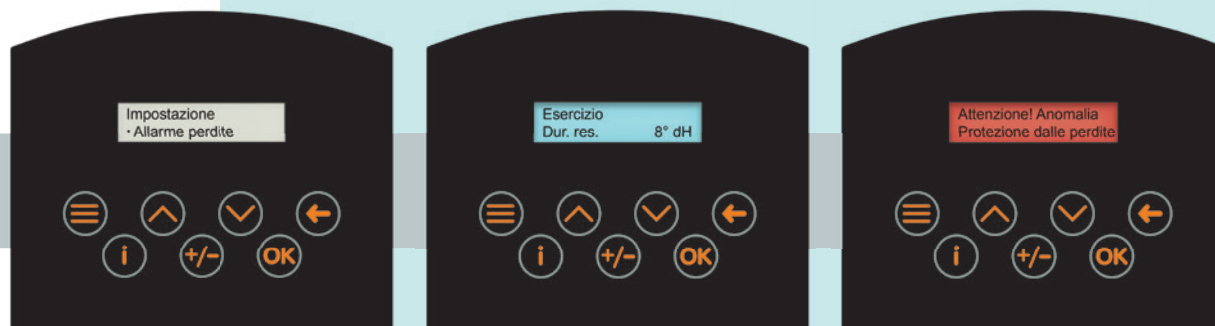 Impostazione
· Allarme perdite
i
+/-
OK
Esercizio
Dur. res. 8° dH
i
+/-
OK
Attenzione! Anomalia
Protezione dalle perdite
i
+/-
OK